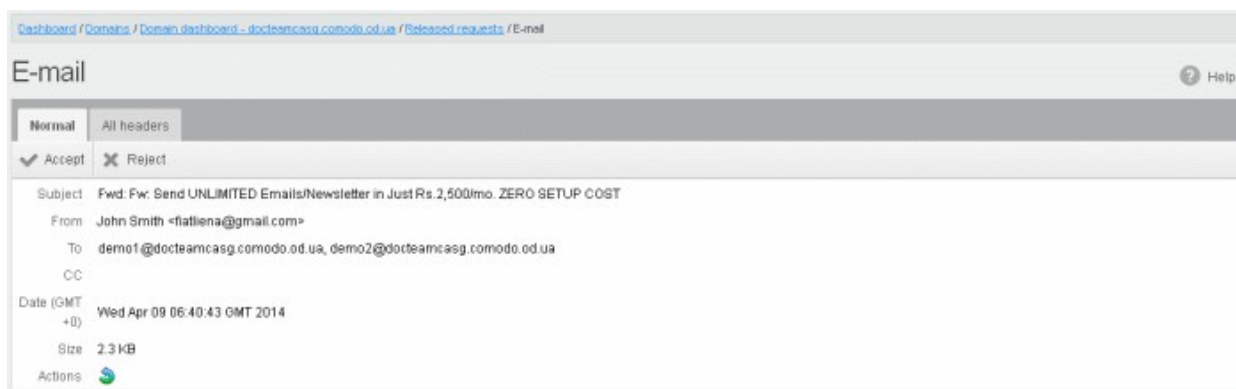 Dashboard / Domains / Domain dashboard - docteamcasg.comodo.od.ua / Released requests / E-mail
E-mail
Help
Normal All headers
Accept Reject
Subject Fwd: Fw: Send UNLIMITED Emails/Newsletter in Just Rs.2,500/mo. ZERO SETUP COST
From John Smith <fiatliena@gmail.com>
To demo1@docteamcasg.comodo.od.ua, demo2@docteamcasg.comodo.od.ua
CC
Date (GMT
+0) Wed Apr 09 06:40:43 GMT 2014
Size 2.3 KB
Actions